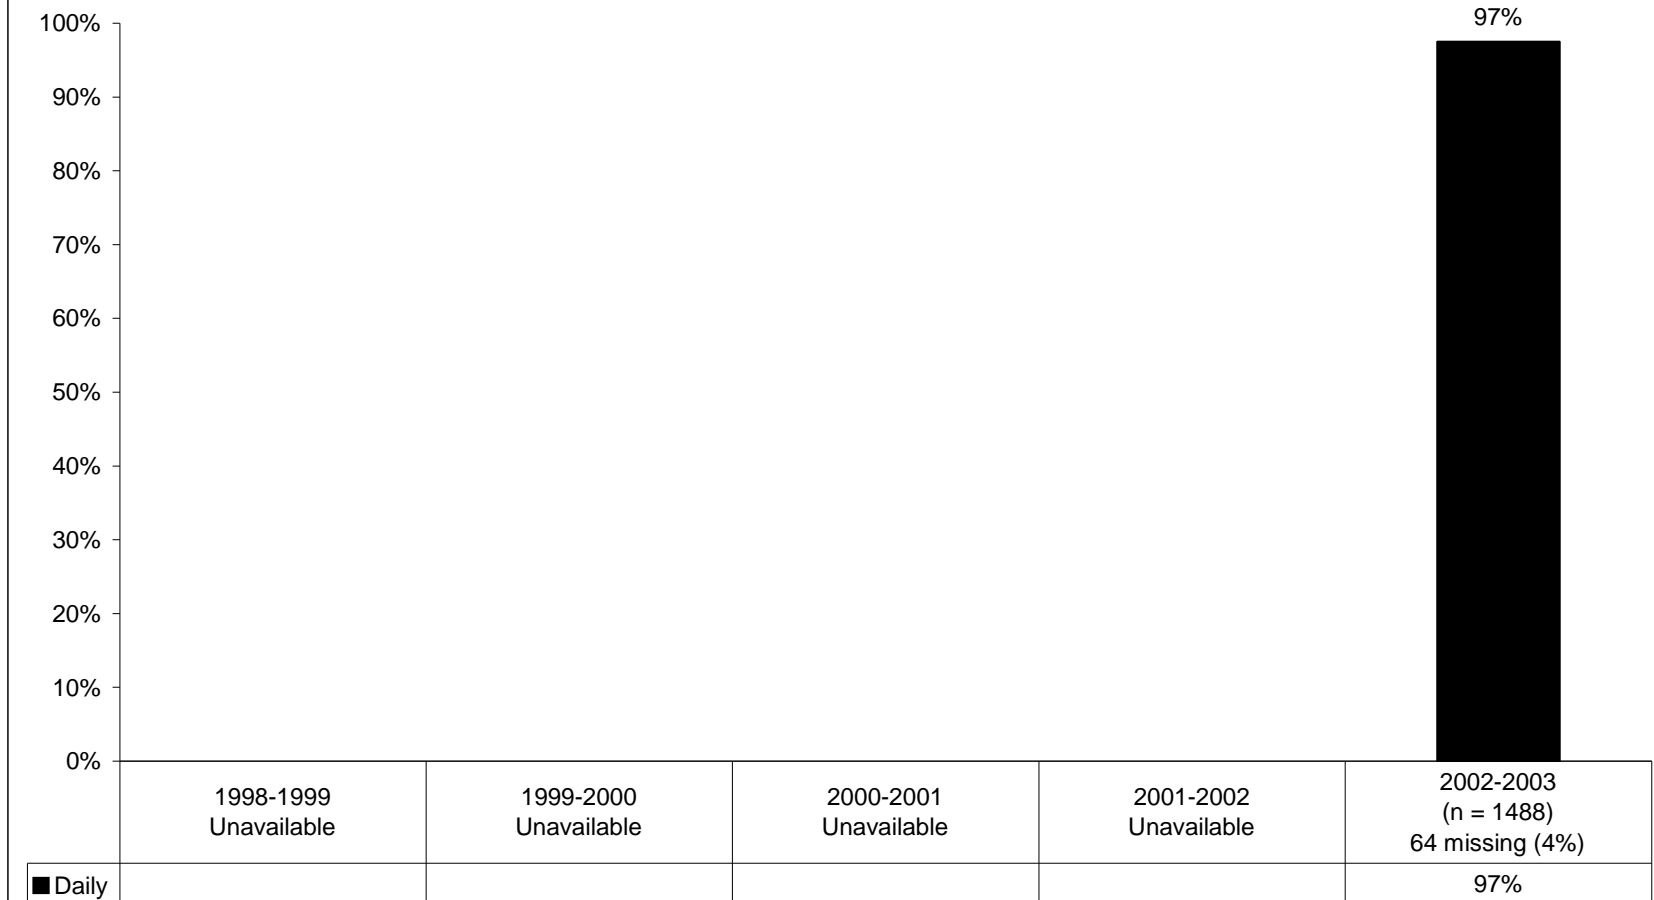 97%
100%
90%
80%
70%
60%
50%
40%
30%
20%
10%
0%
1998-1999
Unavailable
1999-2000
Unavailable
2000-2001
Unavailable
2001-2002
Unavailable
2002-2003
(n = 1488)
64 missing (4%)
Daily
97%